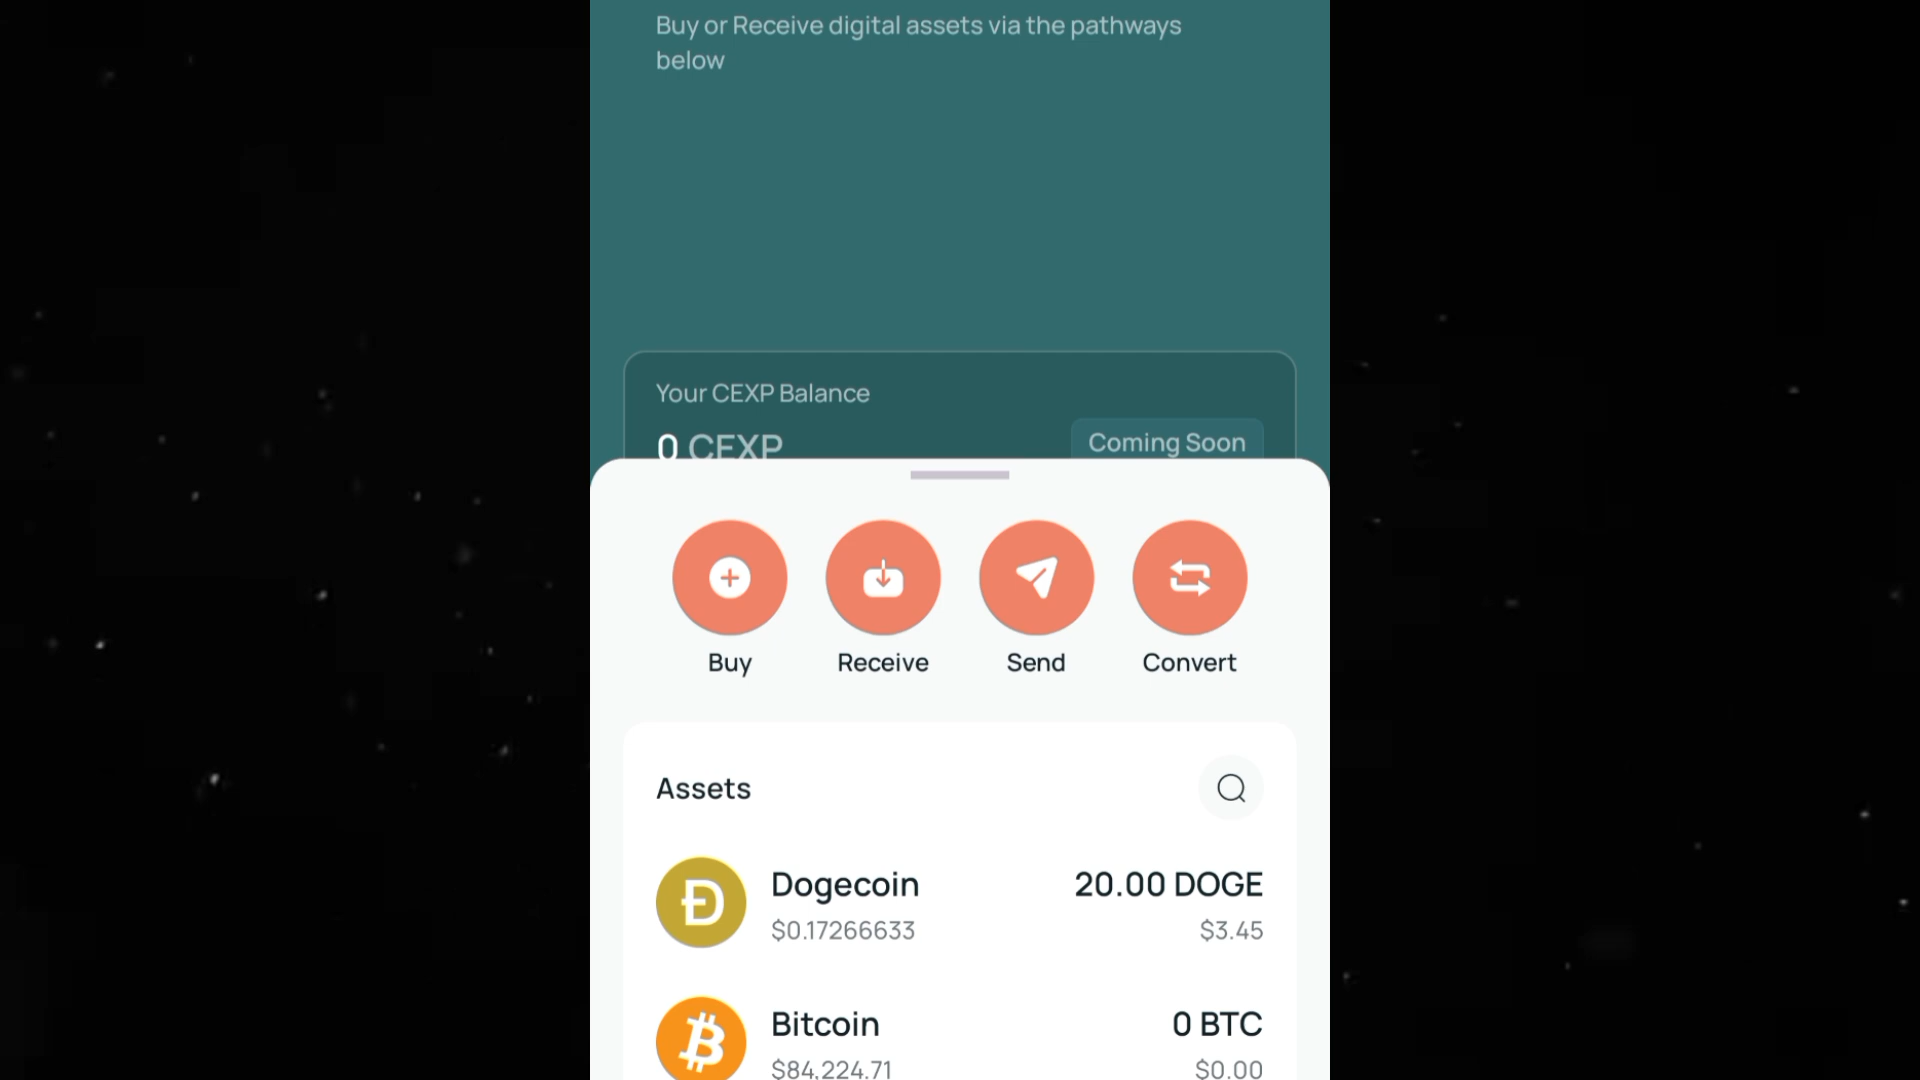 Buy or Receive digital assets via the pathways
below
Your CEXP Balance
0 CEXP
Coming Soon
Buy
Receive
Send
Convert
Assets
Dogecoin
20.00 DOGE
$0.17266633
$3.45
Bitcoin
0 BTC
$84,224.71
$0.00